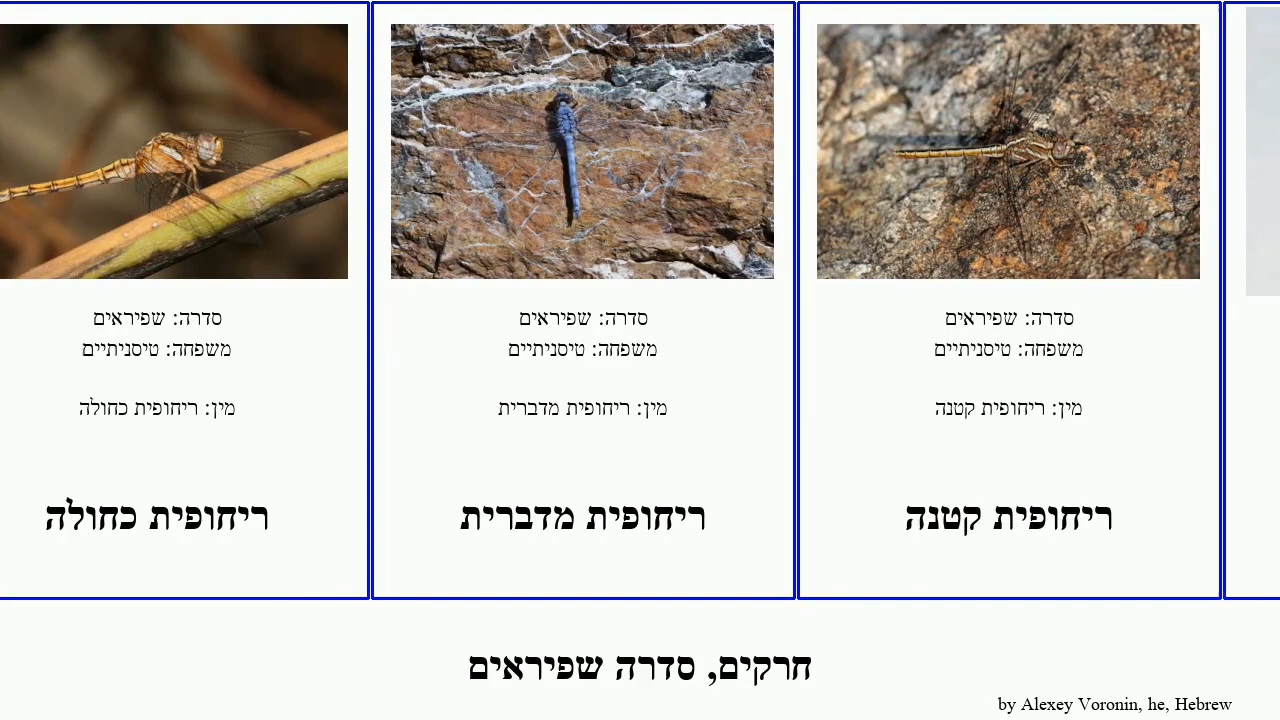 סדרה: שפיראים
משפחה: טיסניתיים
מין: ריחופית כחולה
ריחופית כחולה
סדרה: שפיראים
משפחה: טיסניתיים
מין: ריחופית מדברית
ריחופית מדברית
סדרה: שפיראים
משפחה: טיסניתיים
מין: ריחופית קטנה
ריחופית קטנה
חרקים, סדרה שפיראים
by Alexey Voronin, he, Hebrew